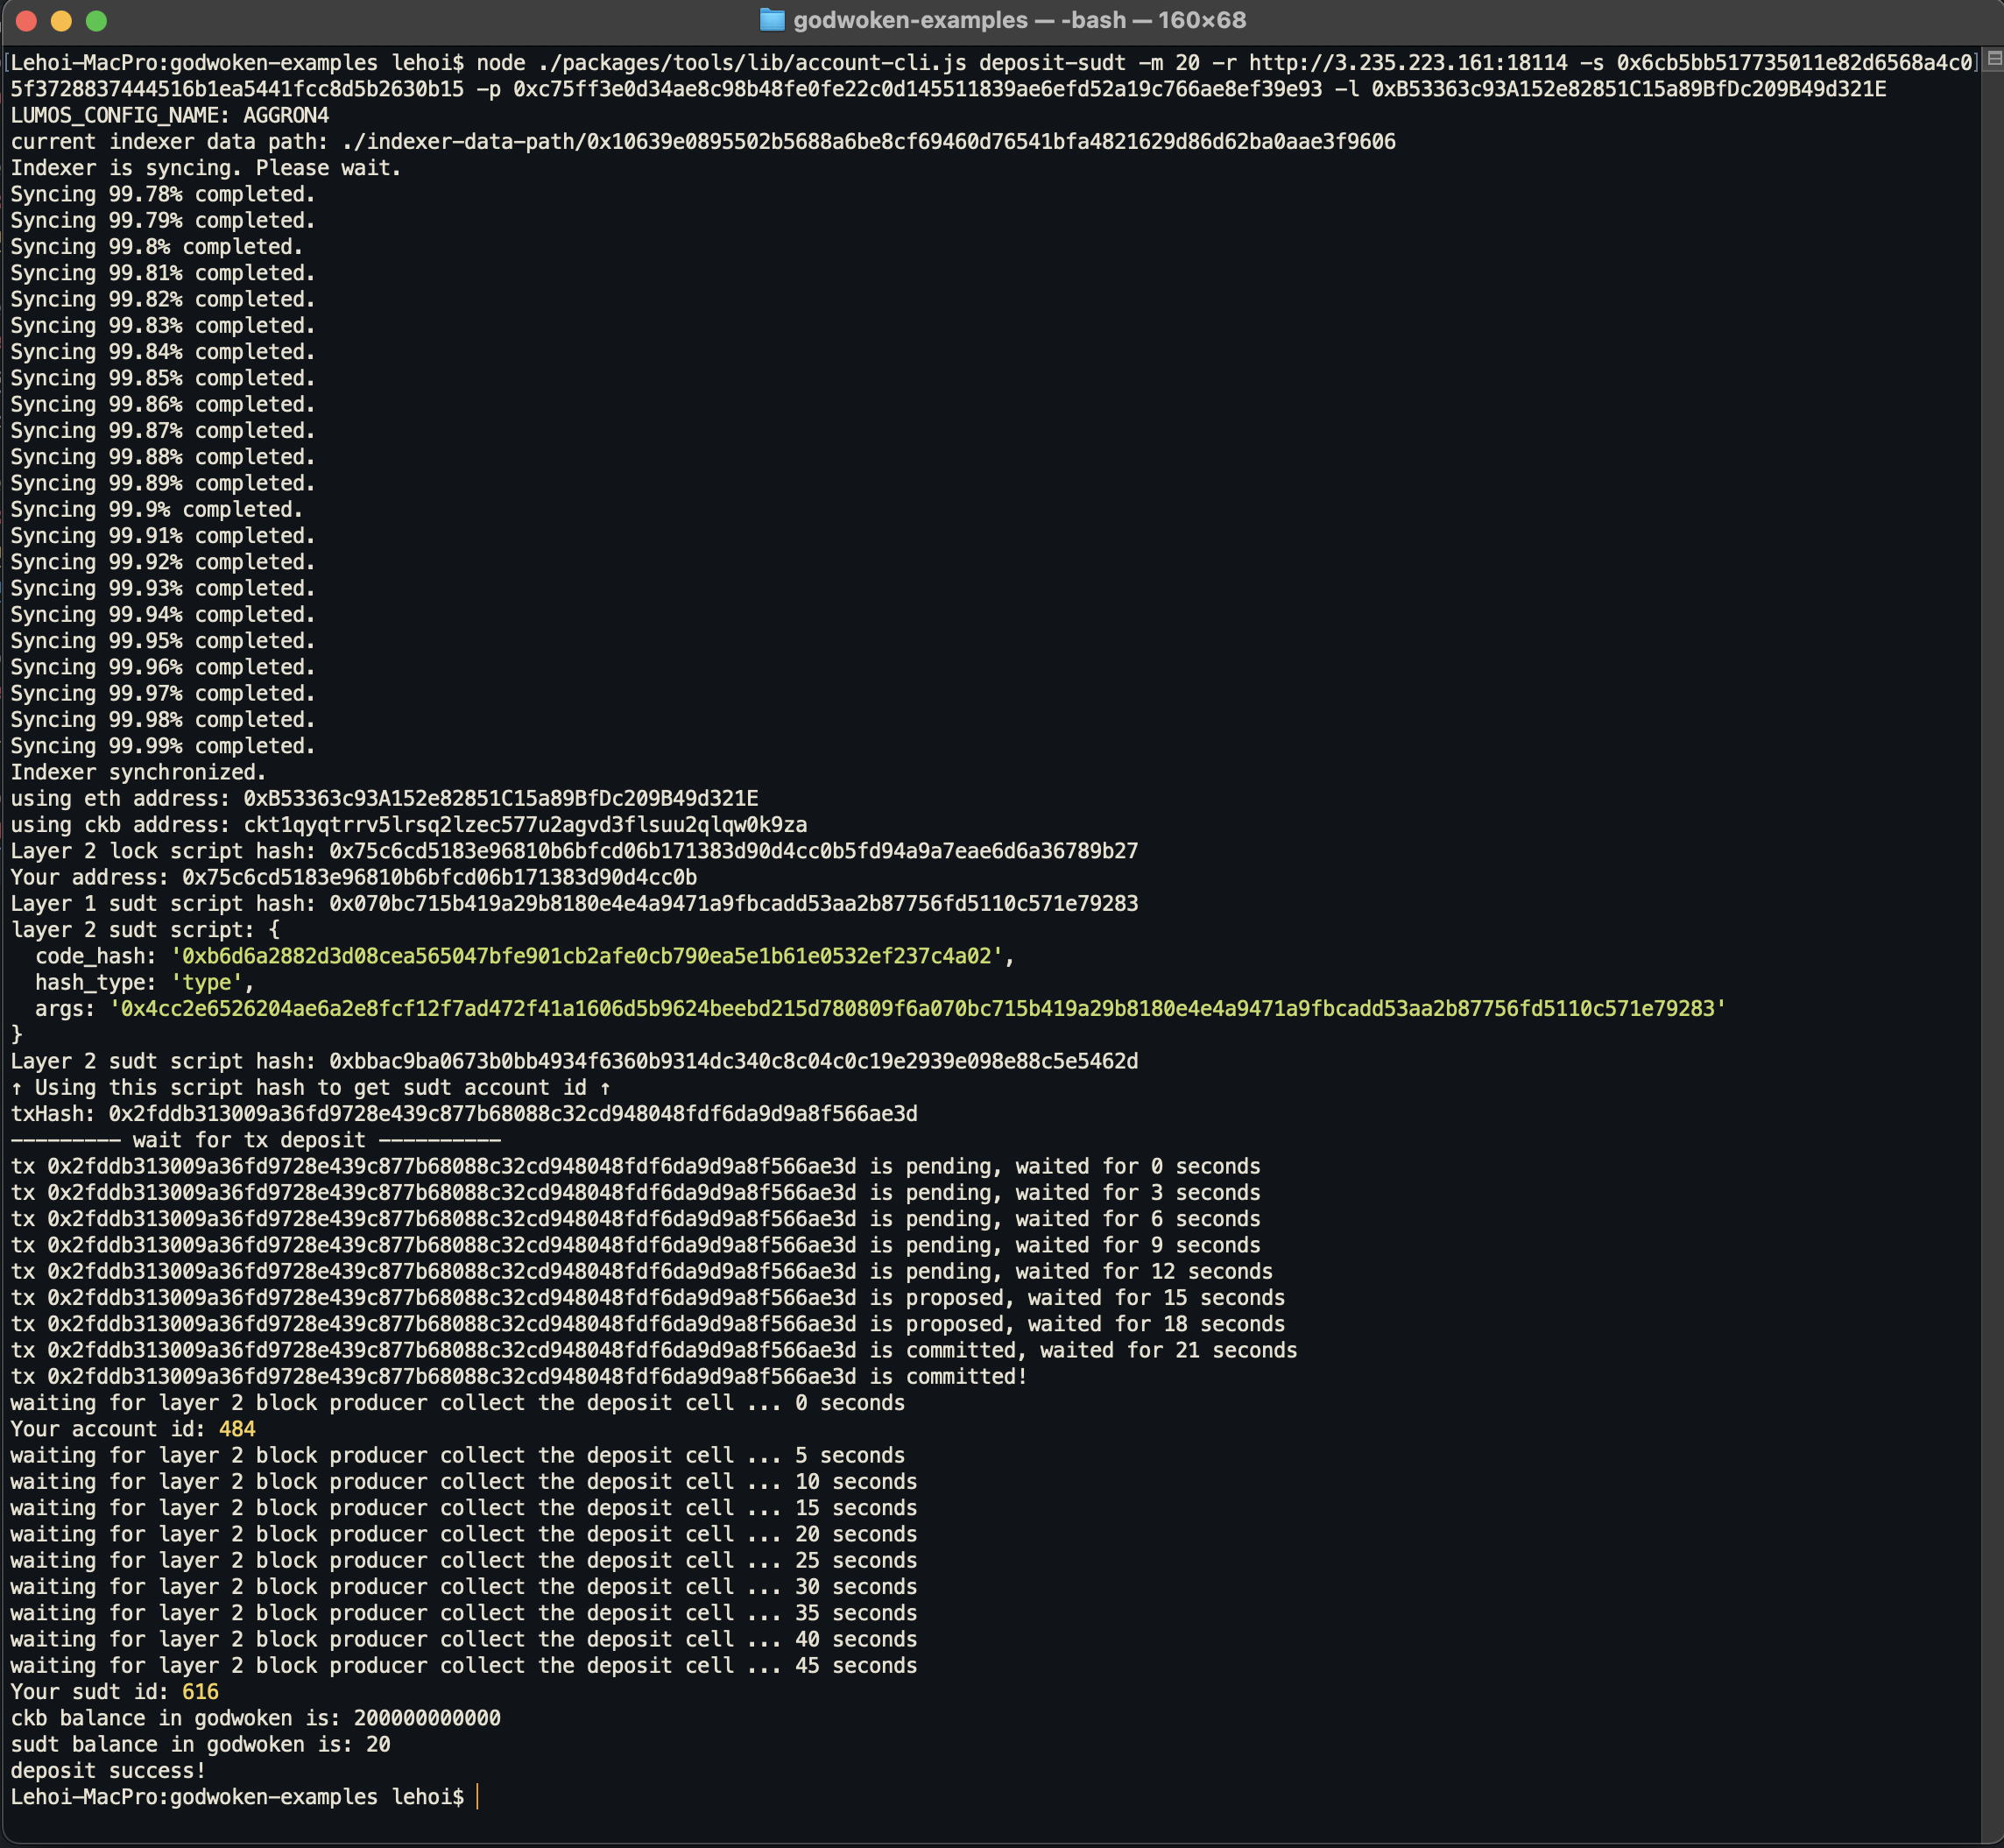 godwoken-examples — -bash — 160×68
Lehoi-MacPro:godwoken-examples lehoi$ node ./packages/tools/lib/account-cli.js deposit-sudt -m 20 -r http://3.235.223.161:18114 -s 0x6cb5bb517735011e82d6568a4c0
5f3728837444516b1ea5441fcc8d5b2630b15 -p 0xc75ff3e0d34ae8c98b48fe0fe22c0d145511839ae6efd52a19c766ae8ef39e93 -l 0xB53363c93A152e82851C15a89BfDc209B49d321E
LUMOS_CONFIG_NAME: AGGRON4
current indexer data path: ./indexer-data-path/0x10639e0895502b5688a6be8cf69460d76541bfa4821629d86d62ba0aae3f9606
Indexer is syncing. Please wait.
Syncing 99.78% completed.
Syncing 99.79% completed.
Syncing 99.8% completed.
Syncing 99.81% completed.
Syncing 99.82% completed.
Syncing 99.83% completed.
Syncing 99.84% completed.
Syncing 99.85% completed.
Syncing 99.86% completed.
Syncing 99.87% completed.
Syncing 99.88% completed.
Syncing 99.89% completed.
Syncing 99.9% completed.
Syncing 99.91% completed.
Syncing 99.92% completed.
Syncing 99.93% completed.
Syncing 99.94% completed.
Syncing 99.95% completed.
Syncing 99.96% completed.
Syncing 99.97% completed.
Syncing 99.98% completed.
Syncing 99.99% completed.
Indexer synchronized.
using eth address: 0xB53363c93A152e82851C15a89BfDc209B49d321E
using ckb address: ckt1qyqtrrv5lrsq2lzec577u2agvd3flsuu2qlqw0k9za
Layer 2 lock script hash: 0x75c6cd5183e96810b6bfcd06b171383d90d4cc0b5fd94a9a7eae6d6a36789b27
Your address: 0x75c6cd5183e96810b6bfcd06b171383d90d4cc0b
Layer 1 sudt script hash: 0x070bc715b419a29b8180e4e4a9471a9fbcadd53aa2b87756fd5110c571e79283
layer 2 sudt script: {
  code_hash: '0xb6d6a2882d3d08cea565047bfe901cb2afe0cb790ea5e1b61e0532ef237c4a02',
  hash_type: 'type',
  args: '0x4cc2e6526204ae6a2e8fcf12f7ad472f41a1606d5b9624beebd215d780809f6a070bc715b419a29b8180e4e4a9471a9fbcadd53aa2b87756fd5110c571e79283'
}
Layer 2 sudt script hash: 0xbbac9ba0673b0bb4934f6360b9314dc340c8c04c0c19e2939e098e88c5e5462d
↑ Using this script hash to get sudt account id ↑
txHash: 0x2fddb313009a36fd9728e439c877b68088c32cd948048fdf6da9d9a8f566ae3d
--------- wait for tx deposit ----------
tx 0x2fddb313009a36fd9728e439c877b68088c32cd948048fdf6da9d9a8f566ae3d is pending, waited for 0 seconds
tx 0x2fddb313009a36fd9728e439c877b68088c32cd948048fdf6da9d9a8f566ae3d is pending, waited for 3 seconds
tx 0x2fddb313009a36fd9728e439c877b68088c32cd948048fdf6da9d9a8f566ae3d is pending, waited for 6 seconds
tx 0x2fddb313009a36fd9728e439c877b68088c32cd948048fdf6da9d9a8f566ae3d is pending, waited for 9 seconds
tx 0x2fddb313009a36fd9728e439c877b68088c32cd948048fdf6da9d9a8f566ae3d is pending, waited for 12 seconds
tx 0x2fddb313009a36fd9728e439c877b68088c32cd948048fdf6da9d9a8f566ae3d is proposed, waited for 15 seconds
tx 0x2fddb313009a36fd9728e439c877b68088c32cd948048fdf6da9d9a8f566ae3d is proposed, waited for 18 seconds
tx 0x2fddb313009a36fd9728e439c877b68088c32cd948048fdf6da9d9a8f566ae3d is committed, waited for 21 seconds
tx 0x2fddb313009a36fd9728e439c877b68088c32cd948048fdf6da9d9a8f566ae3d is committed!
waiting for layer 2 block producer collect the deposit cell ... 0 seconds
Your account id: 484
waiting for layer 2 block producer collect the deposit cell ... 5 seconds
waiting for layer 2 block producer collect the deposit cell ... 10 seconds
waiting for layer 2 block producer collect the deposit cell ... 15 seconds
waiting for layer 2 block producer collect the deposit cell ... 20 seconds
waiting for layer 2 block producer collect the deposit cell ... 25 seconds
waiting for layer 2 block producer collect the deposit cell ... 30 seconds
waiting for layer 2 block producer collect the deposit cell ... 35 seconds
waiting for layer 2 block producer collect the deposit cell ... 40 seconds
waiting for layer 2 block producer collect the deposit cell ... 45 seconds
Your sudt id: 616
ckb balance in godwoken is: 200000000000
sudt balance in godwoken is: 20
deposit success!
Lehoi-MacPro:godwoken-examples lehoi$